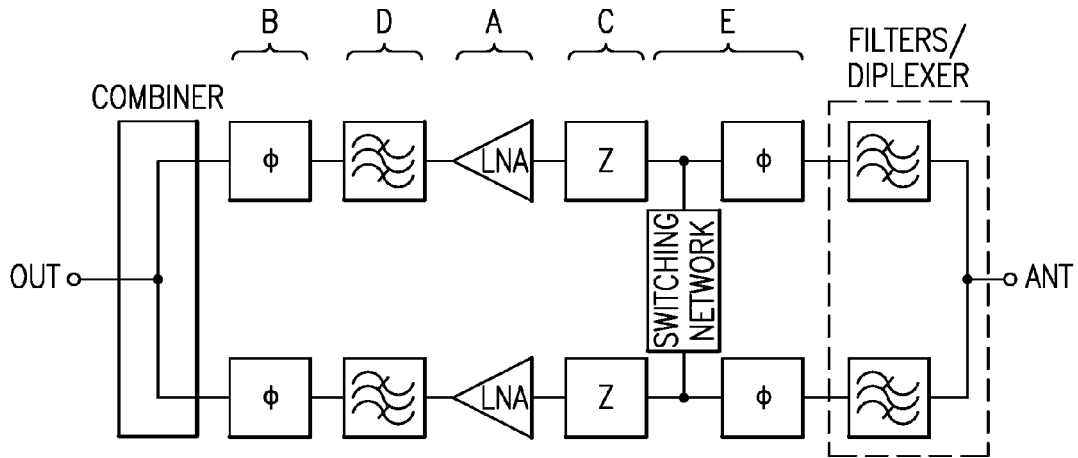 B D A C E
FILTERS/
DIPLEXER
COMBINER
ϕ LNA Z ϕ
SWITCHING
NETWORK
OUT ANT
ϕ LNA Z ϕ